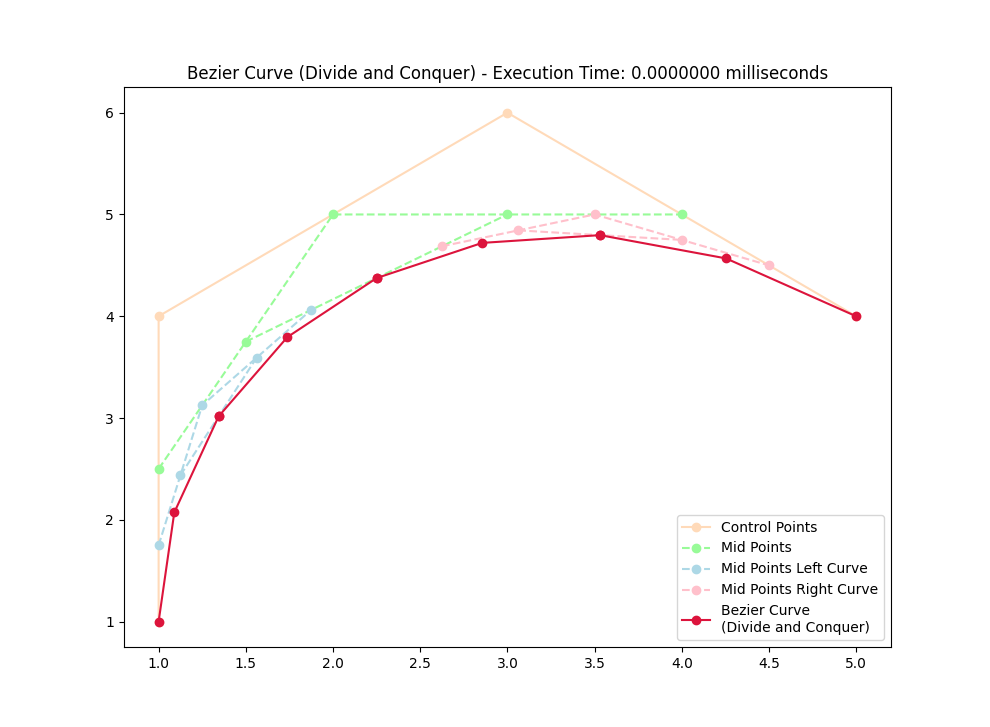 Bezier Curve (Divide and Conquer) - Execution Time: 0.0000000 milliseconds
6
5
4
3
2
1
1.0 1.5 2.0 2.5 3.0 3.5 4.0 4.5 5.0
Control Points
Mid Points
Mid Points Left Curve
Mid Points Right Curve
Bezier Curve
(Divide and Conquer)